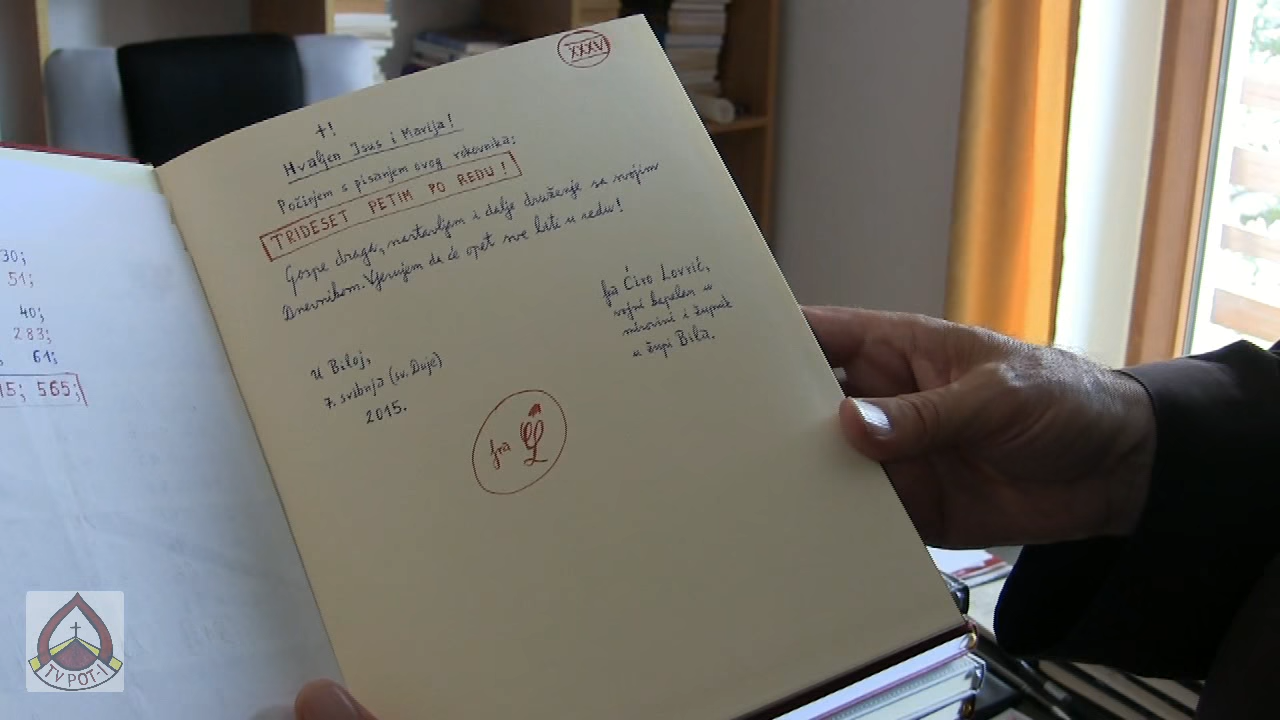 30;
51;
40;
283;
, 61;
15; 565;
XXXV
+!
Hvaljen Isus i Marija!
Počinjem s pisanjem ovog rokovnika:
TRIDESET PETIM PO REDU!
Gospe draga, nastavljem i dalje druženje sa svojim
Dnevnikom. Vjerujem da će opet sve biti u redu!
fra Ćiro Lovrić,
vojni kapelan u
mirovini i župnik
u župi Bila.
U Biloj,
7. svibnja (sv. Duje)
2015.
fra
TV POT-1